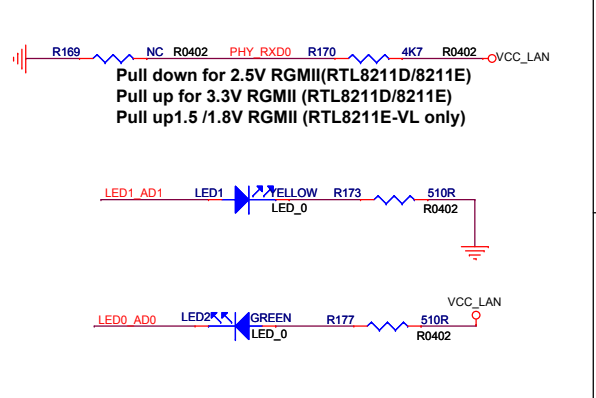 R169 NC R0402 PHY_RXD0 R170 4K7 R0402 VCC_LAN
Pull down for 2.5V RGMII(RTL8211D/8211E)
Pull up for 3.3V RGMII (RTL8211D/8211E)
Pull up1.5 /1.8V RGMII (RTL8211E-VL only)
LED1_AD1 LED1 YELLOW R173 510R
LED_0 R0402
VCC_LAN
LED0_AD0 LED2 GREEN R177 510R
LED_0 R0402